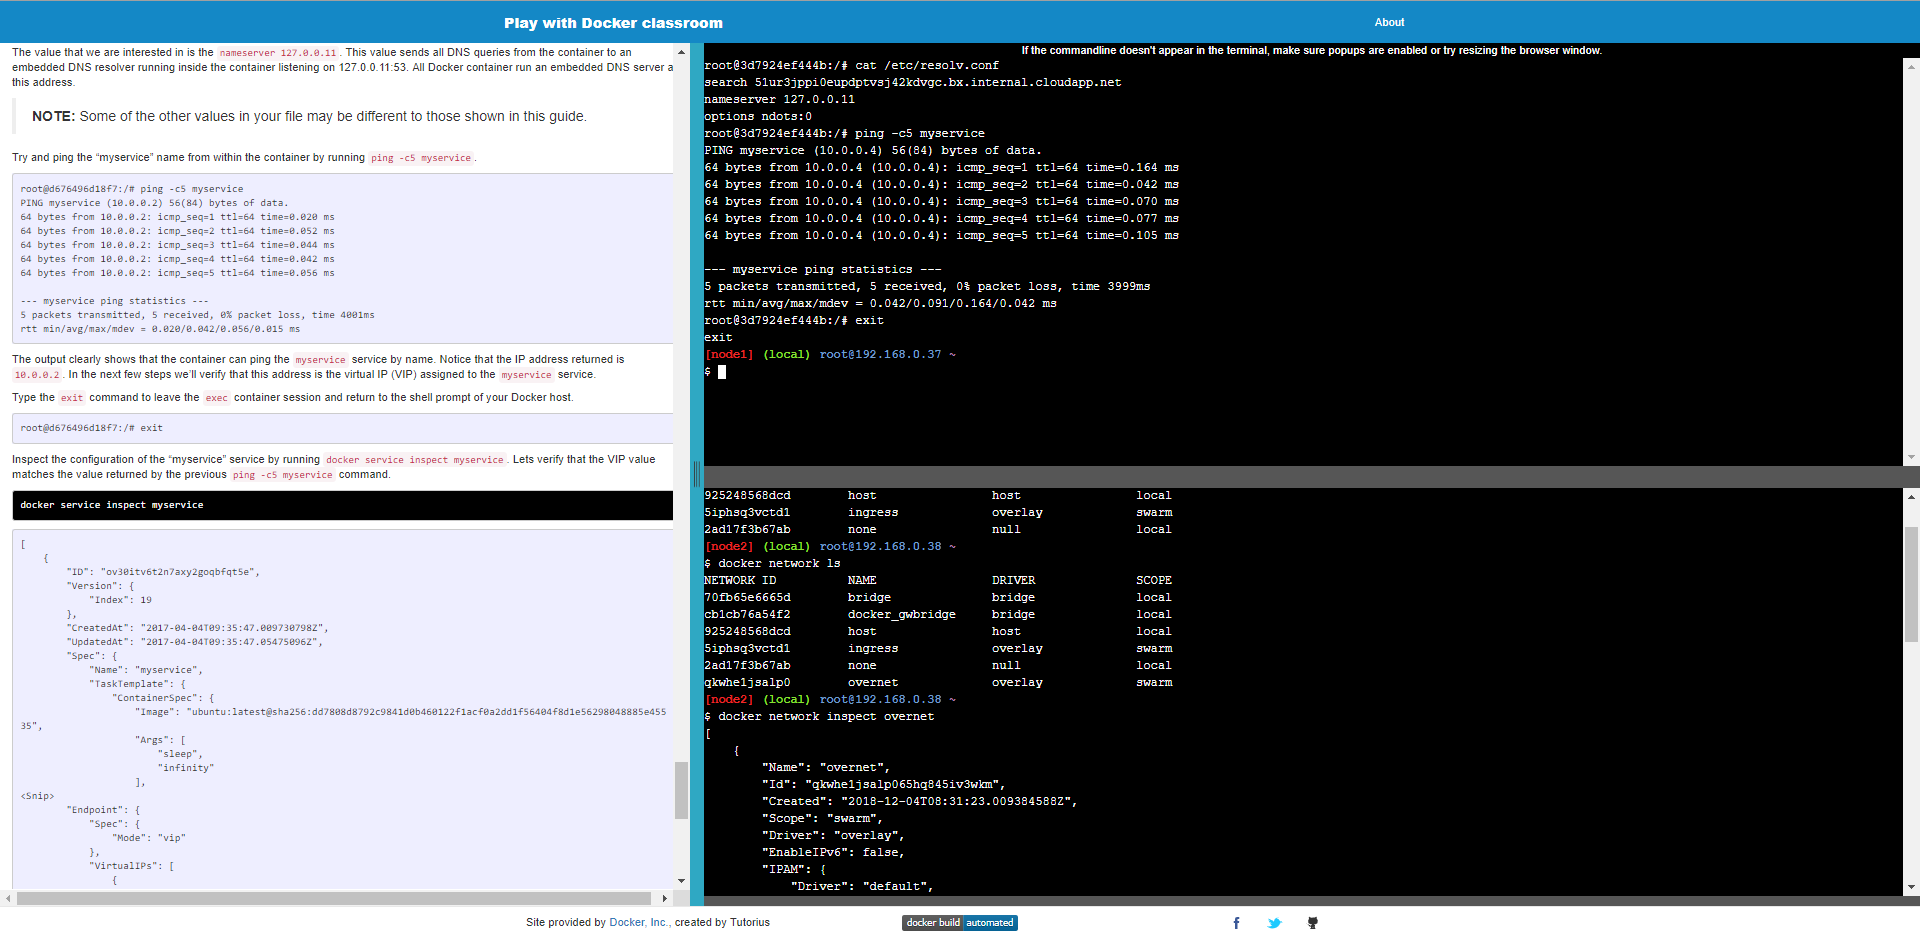 Play with Docker classroom
About
The value that we are interested in is the nameserver 127.0.0.11 . This value sends all DNS queries from the container to an
embedded DNS resolver running inside the container listening on 127.0.0.11:53. All Docker container run an embedded DNS server a
this address.
NOTE: Some of the other values in your file may be different to those shown in this guide.
Try and ping the “myservice” name from within the container by running ping -c5 myservice .
root@d676496d18f7:/# ping -c5 myservice
PING myservice (10.0.0.2) 56(84) bytes of data.
64 bytes from 10.0.0.2: icmp_seq=1 ttl=64 time=0.020 ms
64 bytes from 10.0.0.2: icmp_seq=2 ttl=64 time=0.052 ms
64 bytes from 10.0.0.2: icmp_seq=3 ttl=64 time=0.044 ms
64 bytes from 10.0.0.2: icmp_seq=4 ttl=64 time=0.042 ms
64 bytes from 10.0.0.2: icmp_seq=5 ttl=64 time=0.056 ms
--- myservice ping statistics ---
5 packets transmitted, 5 received, 0% packet loss, time 4001ms
rtt min/avg/max/mdev = 0.020/0.042/0.056/0.015 ms
The output clearly shows that the container can ping the myservice service by name. Notice that the IP address returned is
10.0.0.2 . In the next few steps we’ll verify that this address is the virtual IP (VIP) assigned to the myservice service.
Type the exit command to leave the exec container session and return to the shell prompt of your Docker host.
root@d676496d18f7:/# exit
Inspect the configuration of the “myservice” service by running docker service inspect myservice . Lets verify that the VIP value
matches the value returned by the previous ping -c5 myservice command.
docker service inspect myservice
[
{
"ID": "ov30itv6t2n7axy2goqbfqt5e",
"Version": {
"Index": 19
},
"CreatedAt": "2017-04-04T09:35:47.009730798Z",
"UpdatedAt": "2017-04-04T09:35:47.05475096Z",
"Spec": {
"Name": "myservice",
"TaskTemplate": {
"ContainerSpec": {
"Image": "ubuntu:latest@sha256:dd7808d8792c9841d0b460122f1acf0a2dd1f56404f8d1e56298048885e455
35",
"Args": [
"sleep",
"infinity"
],
<Snip>
"Endpoint": {
"Spec": {
"Mode": "vip"
},
"VirtualIPs": [
{
If the commandline doesn't appear in the terminal, make sure popups are enabled or try resizing the browser window.
root@3d7924ef444b:/# cat /etc/resolv.conf
search 51ur3jppi0eupdptvsj42kdvgc.bx.internal.cloudapp.net
nameserver 127.0.0.11
options ndots:0
root@3d7924ef444b:/# ping -c5 myservice
PING myservice (10.0.0.4) 56(84) bytes of data.
64 bytes from 10.0.0.4 (10.0.0.4): icmp_seq=1 ttl=64 time=0.164 ms
64 bytes from 10.0.0.4 (10.0.0.4): icmp_seq=2 ttl=64 time=0.042 ms
64 bytes from 10.0.0.4 (10.0.0.4): icmp_seq=3 ttl=64 time=0.070 ms
64 bytes from 10.0.0.4 (10.0.0.4): icmp_seq=4 ttl=64 time=0.077 ms
64 bytes from 10.0.0.4 (10.0.0.4): icmp_seq=5 ttl=64 time=0.105 ms
--- myservice ping statistics ---
5 packets transmitted, 5 received, 0% packet loss, time 3999ms
rtt min/avg/max/mdev = 0.042/0.091/0.164/0.042 ms
root@3d7924ef444b:/# exit
exit
[node1] (local) root@192.168.0.37 ~
$
925248568dcd host host local
5iphsq3vctd1 ingress overlay swarm
2ad17f3b67ab none null local
[node2] (local) root@192.168.0.38 ~
$ docker network ls
NETWORK ID NAME DRIVER SCOPE
70fb65e6665d bridge bridge local
cb1cb76a54f2 docker_gwbridge bridge local
925248568dcd host host local
5iphsq3vctd1 ingress overlay swarm
2ad17f3b67ab none null local
qkwhe1jsalp0 overnet overlay swarm
[node2] (local) root@192.168.0.38 ~
$ docker network inspect overnet
[
{
"Name": "overnet",
"Id": "qkwhe1jsalp065hq845iv3wkm",
"Created": "2018-12-04T08:31:23.009384588Z",
"Scope": "swarm",
"Driver": "overlay",
"EnableIPv6": false,
"IPAM": {
"Driver": "default",
Site provided by Docker, Inc., created by Tutorius
docker build automated